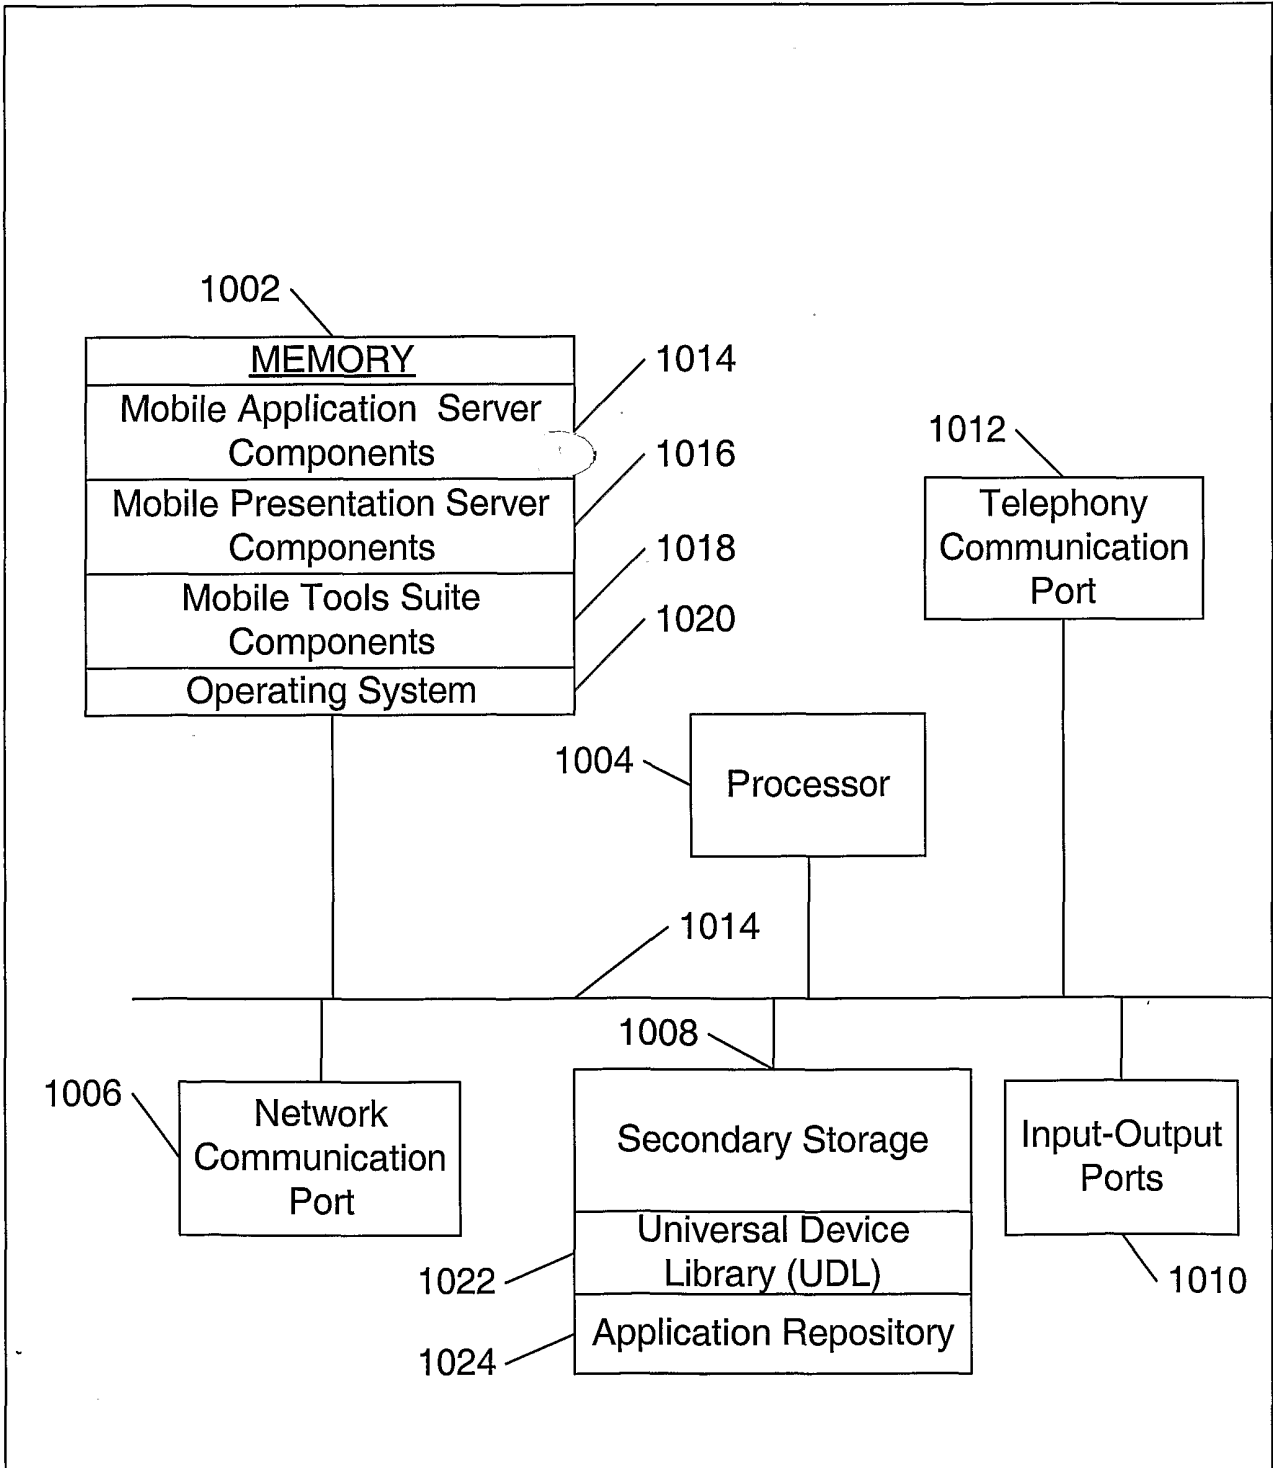 1002
MEMORY
1014
Mobile Application Server
Components
1016
Mobile Presentation Server
Components
1018
Mobile Tools Suite
Components
1020
Operating System
1012
Telephony
Communication
Port
1004
Processor
1014
1008
1006
Network
Communication
Port
Secondary Storage
Universal Device
Library (UDL)
1022
Application Repository
1024
Input-Output
Ports
1010